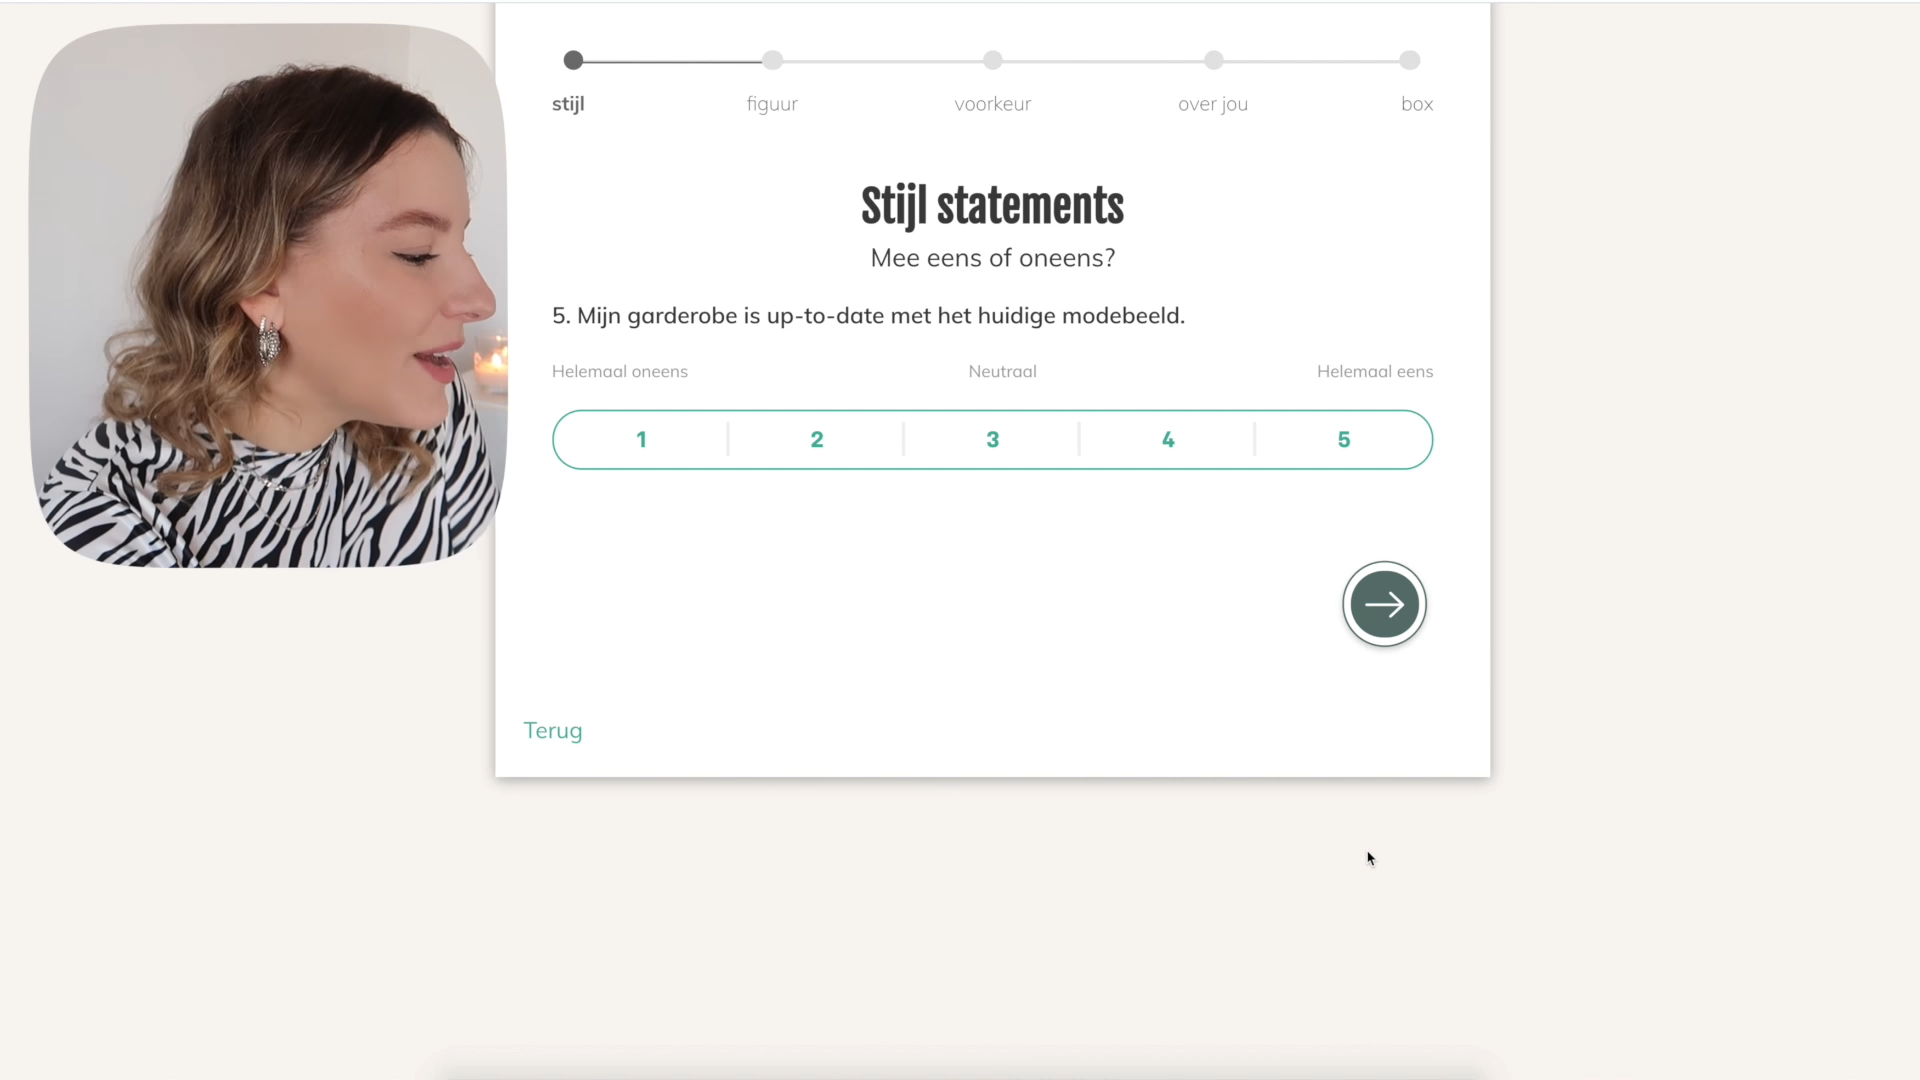 stijl
figuur
voorkeur
over jou
box
Stijl statements
Mee eens of oneens?
5. Mijn garderobe is up-to-date met het huidige modebeeld.
Helemaal oneens
Neutraal
Helemaal eens
1
2
3
4
5
Terug